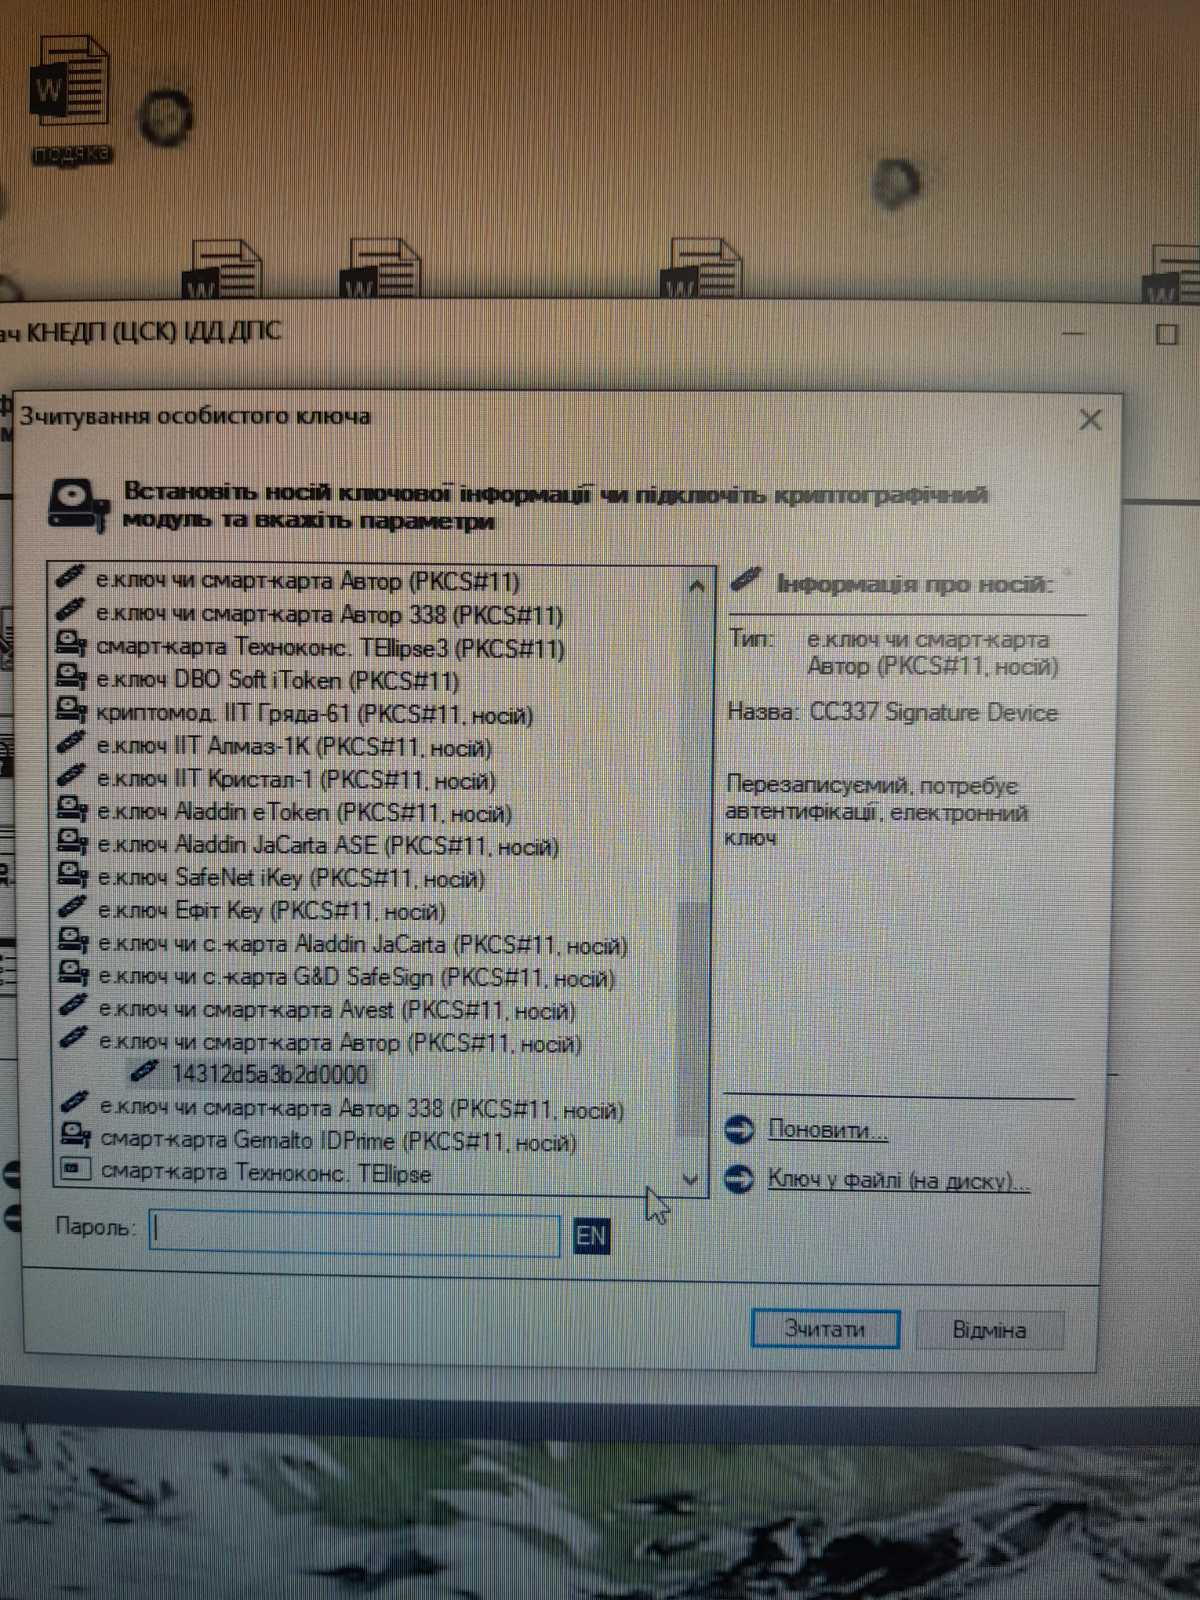 W
подяка
W
W
W
W
ач КНЕДП (ЦСК) ІДД ДПС
Зчитування особистого ключа
Встановіть носій ключової інформації чи підключіть криптографічний
модуль та вкажіть параметри
е.ключ чи смарт-карта Автор (PKCS#11)
е.ключ чи смарт-карта Автор 338 (PKCS#11)
смарт-карта Техноконс. TEllipse3 (PKCS#11)
е.ключ DBO Soft iToken (PKCS#11)
криптомод. ІІТ Гряда-61 (PKCS#11, носій)
е.ключ ІІТ Алмаз-1К (PKCS#11, носій)
е.ключ ІІТ Кристал-1 (PKCS#11, носій)
е.ключ Aladdin eToken (PKCS#11, носій)
е.ключ Aladdin JaCarta ASE (PKCS#11, носій)
е.ключ SafeNet iKey (PKCS#11, носій)
е.ключ Ефіт Key (PKCS#11, носій)
е.ключ чи с.-карта Aladdin JaCarta (PKCS#11, носій)
е.ключ чи с.-карта G&D SafeSign (PKCS#11, носій)
е.ключ чи смарт-карта Avest (PKCS#11, носій)
е.ключ чи смарт-карта Автор (PKCS#11, носій)
14312d5a3b2d0000
е.ключ чи смарт-карта Автор 338 (PKCS#11, носій)
смарт-карта Gemalto IDPrime (PKCS#11, носій)
смарт-карта Техноконс. TEllipse
Інформація про носій:
Тип: е.ключ чи смарт-карта
Автор (PKCS#11, носій)
Назва: CC337 Signature Device
Перезаписуємий, потребує
автентифікації, електронний
ключ
Поновити...
Ключ у файлі (на диску)...
Пароль:
EN
Зчитати
Відміна